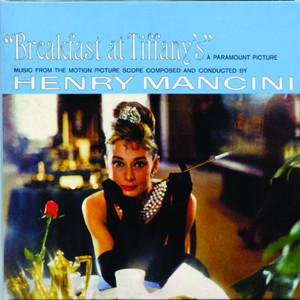 "Breakfast at Tiffany's"
A PARAMOUNT PICTURE
MUSIC FROM THE MOTION PICTURE SCORE COMPOSED AND CONDUCTED BY
HENRY MANCINI